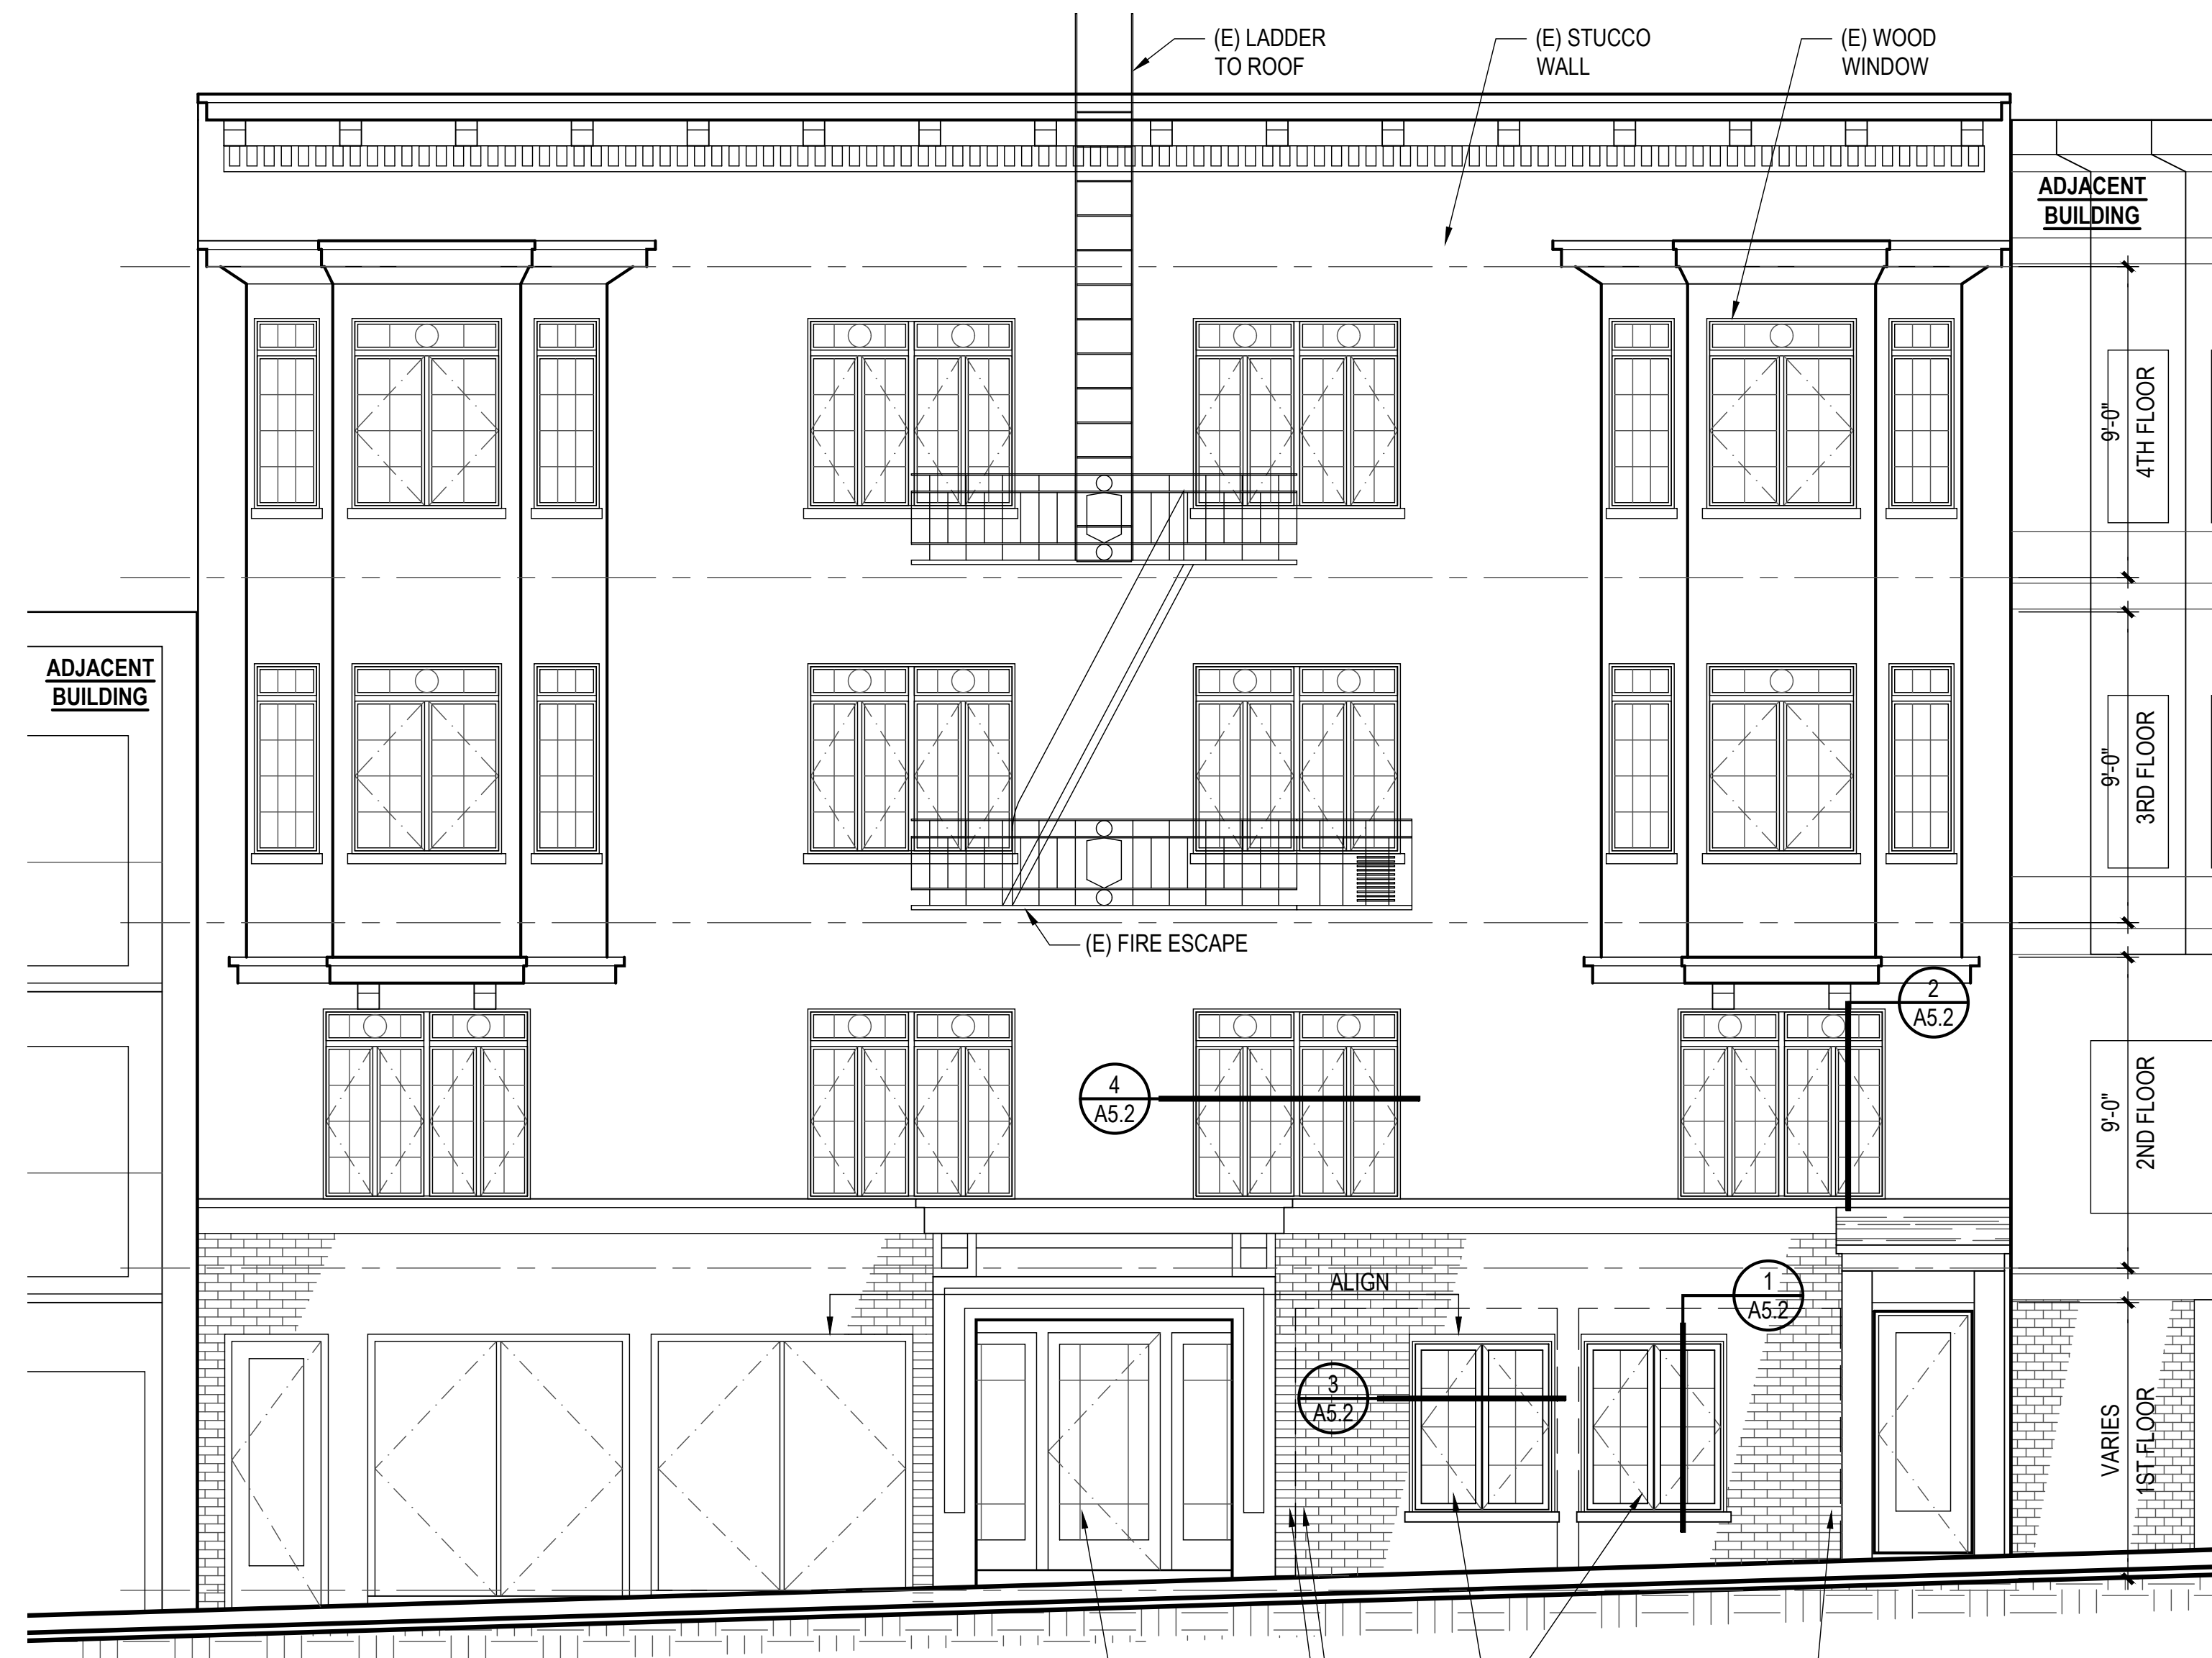 (E) LADDER
TO ROOF
(E) STUCCO
WALL
(E) WOOD
WINDOW
ADJACENT
BUILDING
9'-0"
4TH FLOOR
ADJACENT
BUILDING
9'-0"
3RD FLOOR
(E) FIRE ESCAPE
2
A5.2
4
A5.2
9'-0"
2ND FLOOR
ALIGN
1
A5.2
3
A5.2
VARIES
1ST FLOOR